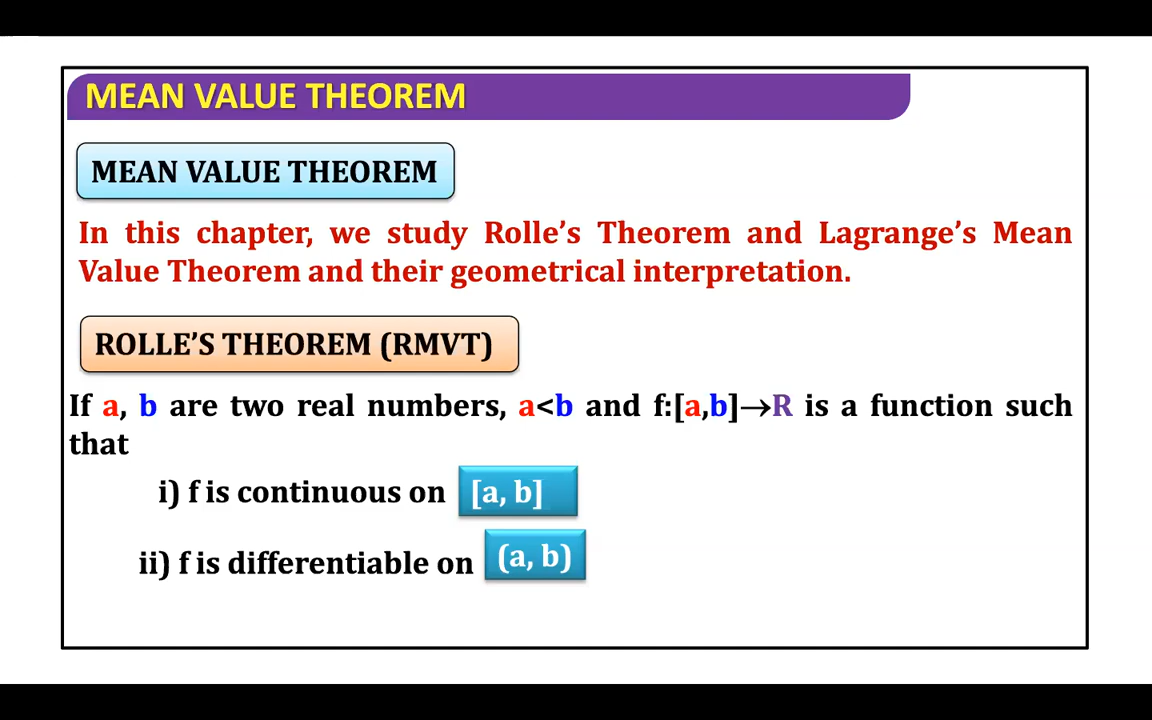 MEAN VALUE THEOREM
MEAN VALUE THEOREM
In this chapter, we study Rolle’s Theorem and Lagrange’s Mean
Value Theorem and their geometrical interpretation.
ROLLE’S THEOREM (RMVT)
If a, b are two real numbers, a<b and f:[a,b]→R is a function such
that
i) f is continuous on [a, b]
ii) f is differentiable on (a, b)